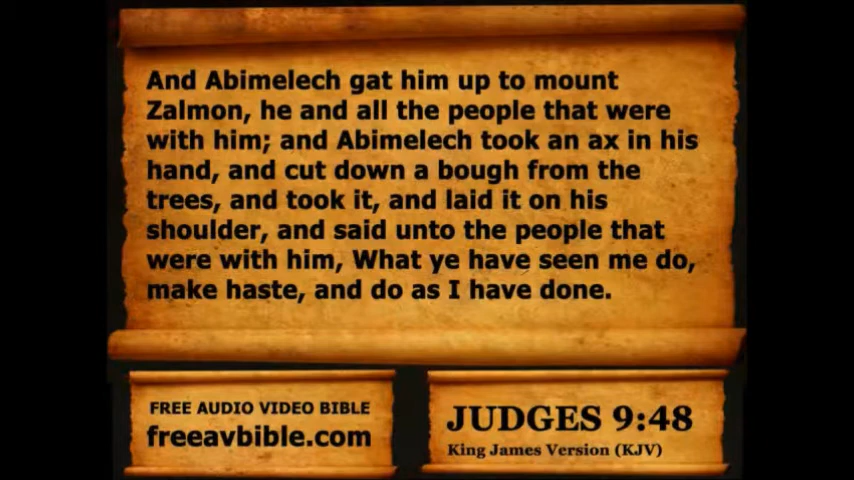 And Abimelech gat him up to mount
Zalmon, he and all the people that were
with him; and Abimelech took an ax in his
hand, and cut down a bough from the
trees, and took it, and laid it on his
shoulder, and said unto the people that
were with him, What ye have seen me do,
make haste, and do as I have done.
FREE AUDIO VIDEO BIBLE
freeavbible.com
JUDGES 9:48
King James Version (KJV)